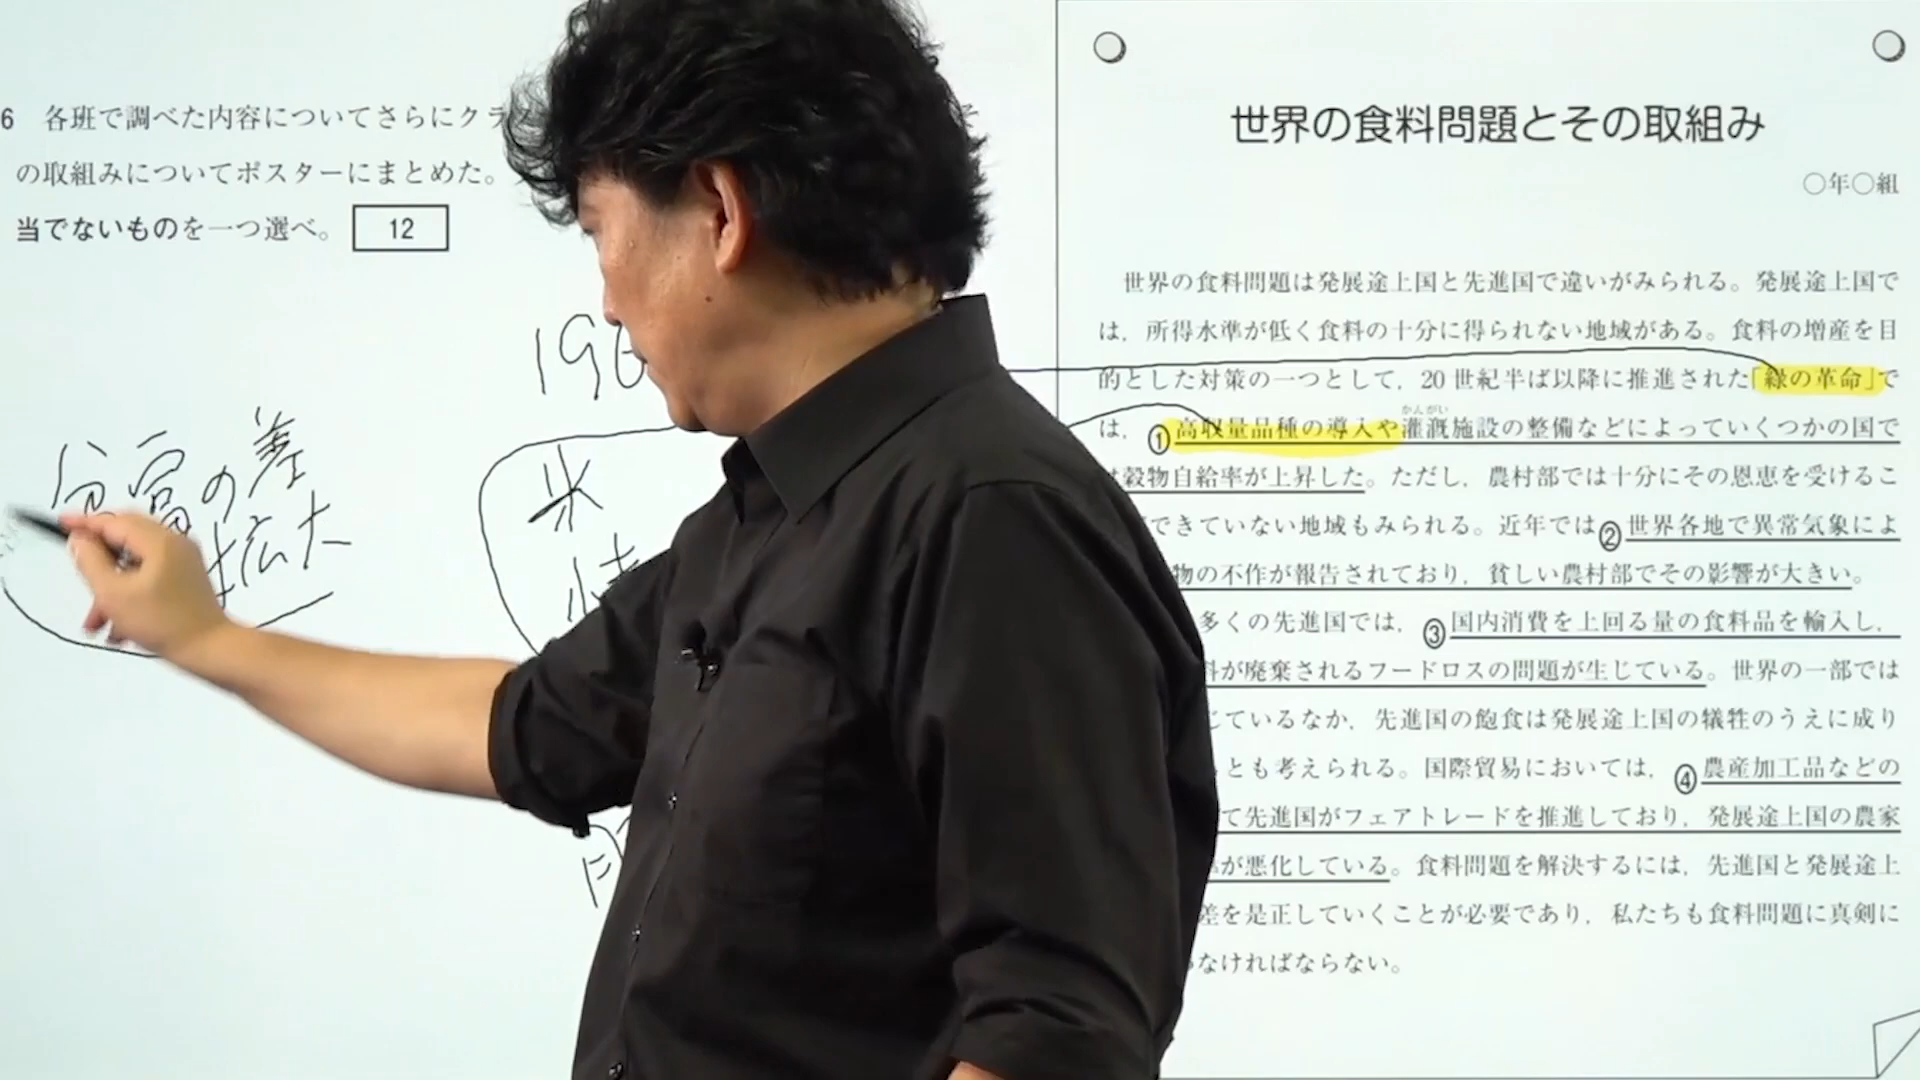 6 各班で調べた内容についてさらにクラス
の取組みについてポスターにまとめた。
当でないものを一つ選べ。 12
196
米
貧富の差
拡大
世界の食料問題とその取組み
〇年〇組
世界の食料問題は発展途上国と先進国で違いがみられる。発展途上国で
は，所得水準が低く食料の十分に得られない地域がある。食料の増産を目
的とした対策の一つとして，20世紀半ば以降に推進された「緑の革命」で
かんがい
は，①高収量品種の導入や灌漑施設の整備などによっていくつかの国で
穀物自給率が上昇した。ただし，農村部では十分にその恩恵を受けるこ
できていない地域もみられる。近年では②世界各地で異常気象によ
物の不作が報告されており，貧しい農村部でその影響が大きい。
多くの先進国では，③国内消費を上回る量の食料品を輸入し，
料が廃棄されるフードロスの問題が生じている。世界の一部では
じているなか，先進国の飽食は発展途上国の犠牲のうえに成り
とも考えられる。国際貿易においては，④農産加工品などの
て先進国がフェアトレードを推進しており，発展途上国の農家
が悪化している。食料問題を解決するには，先進国と発展途上
差を是正していくことが必要であり，私たちも食料問題に真剣に
なければならない。